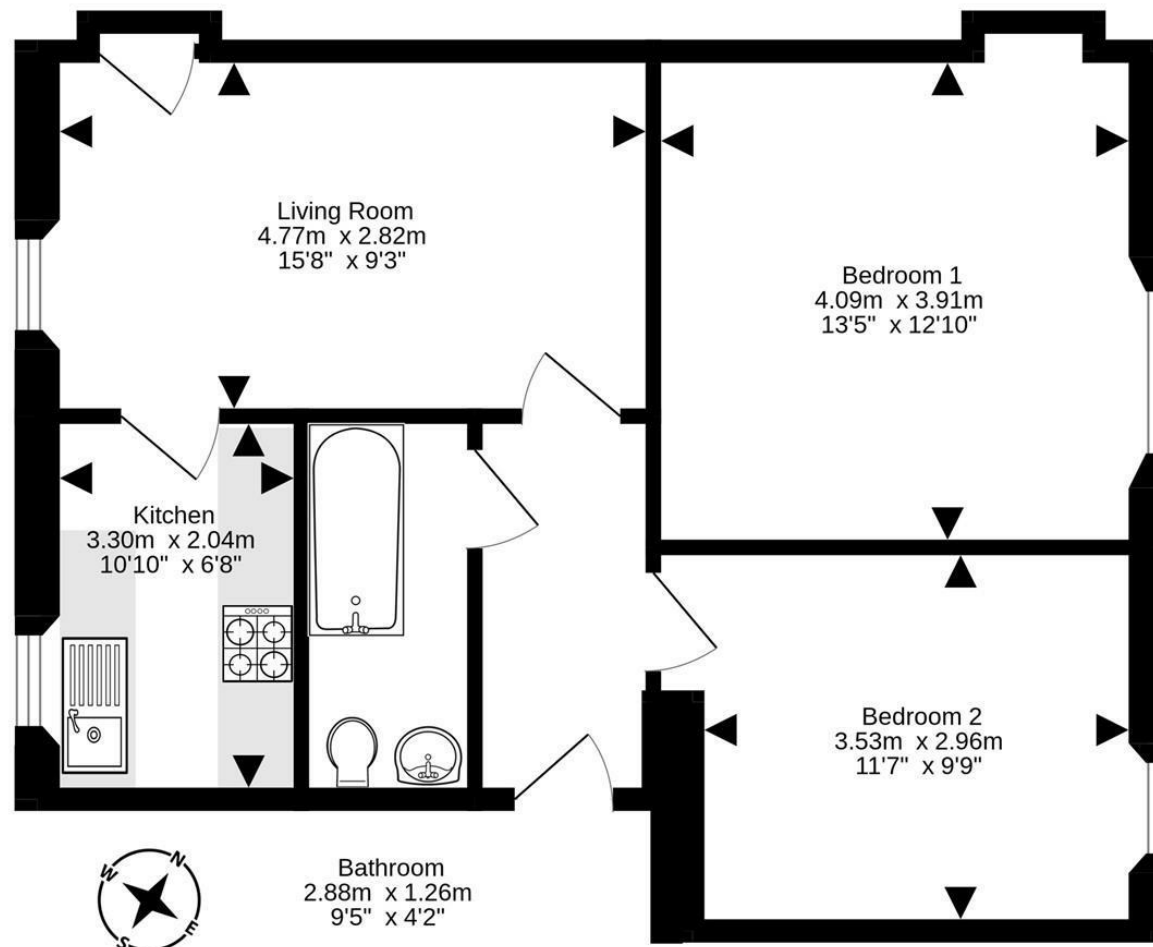 Living Room
4.77m x 2.82m
15'8" x 9'3"
Bedroom 1
4.09m x 3.91m
13'5" x 12'10"
Kitchen
3.30m x 2.04m
10'10" x 6'8"
Bedroom 2
3.53m x 2.96m
11'7" x 9'9"
Bathroom
2.88m x 1.26m
9'5" x 4'2"
N
W
E
S